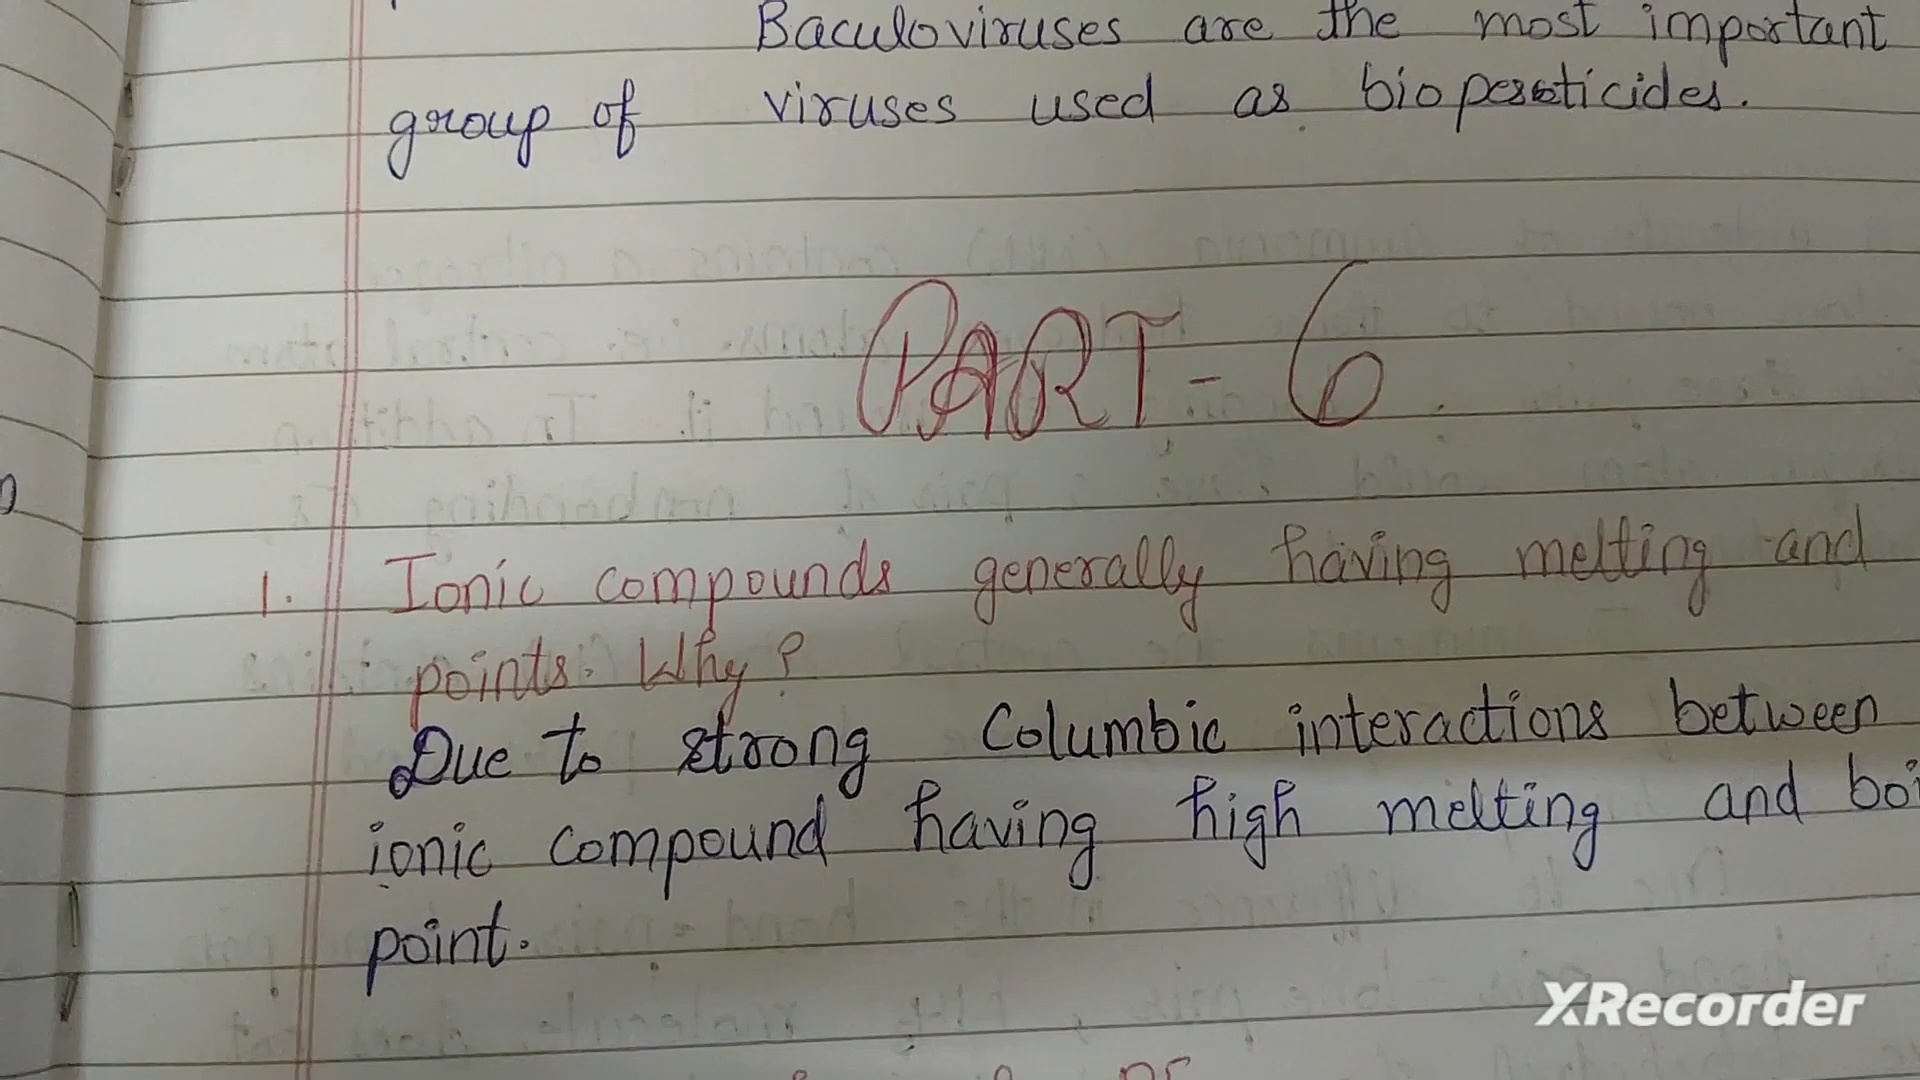 Baculoviruses are the most important
group of viruses used as biopesticides.
PART-6
1. Ionic compounds generally having melting and
points. Why?
Due to strong Columbic interactions between
ionic compound having high melting and boi
point.
XRecorder